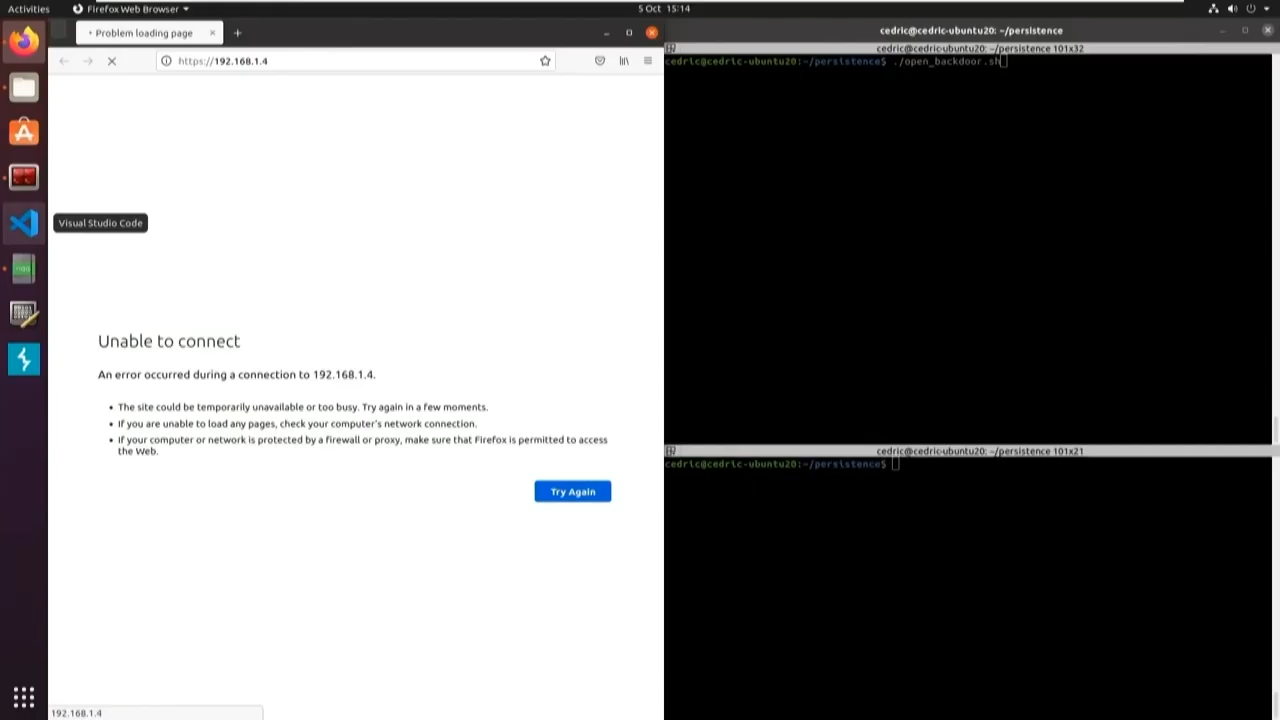 Activities
Firefox Web Browser
5 Oct 15:14
Problem loading page
https://192.168.1.4
Visual Studio Code
Unable to connect
An error occurred during a connection to 192.168.1.4.
• The site could be temporarily unavailable or too busy. Try again in a few moments.
• If you are unable to load any pages, check your computer's network connection.
• If your computer or network is protected by a firewall or proxy, make sure that Firefox is permitted to access
the Web.
Try Again
192.168.1.4
cedric@cedric-ubuntu20: ~/persistence
cedric@cedric-ubuntu20: ~/persistence 101x32
cedric@cedric-ubuntu20:~/persistence$ ./open_backdoor.sh
cedric@cedric-ubuntu20: ~/persistence 101x21
cedric@cedric-ubuntu20:~/persistence$